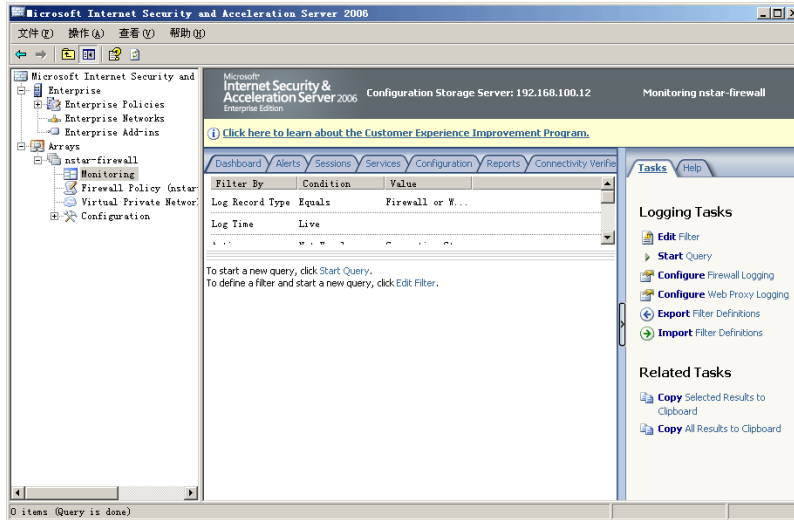 Microsoft Internet Security and Acceleration Server 2006
文件(F) 操作(A) 查看(V) 帮助(H)
Microsoft Internet Security and
Enterprise
Enterprise Policies
Enterprise Networks
Enterprise Add-ins
Arrays
nstar-firewall
Monitoring
Firewall Policy (nstar
Virtual Private Networ
Configuration
Microsoft
Internet Security &
Acceleration Server 2006
Enterprise Edition
Configuration Storage Server: 192.168.100.12
Monitoring nstar-firewall
Click here to learn about the Customer Experience Improvement Program.
Dashboard Alerts Sessions Services Configuration Reports Connectivity Verifie
Filter By Condition Value
Log Record Type Equals Firewall or W...
Log Time Live
To start a new query, click Start Query.
To define a filter and start a new query, click Edit Filter.
Tasks Help
Logging Tasks
Edit Filter
Start Query
Configure Firewall Logging
Configure Web Proxy Logging
Export Filter Definitions
Import Filter Definitions
Related Tasks
Copy Selected Results to
Clipboard
Copy All Results to Clipboard
0 items (Query is done)